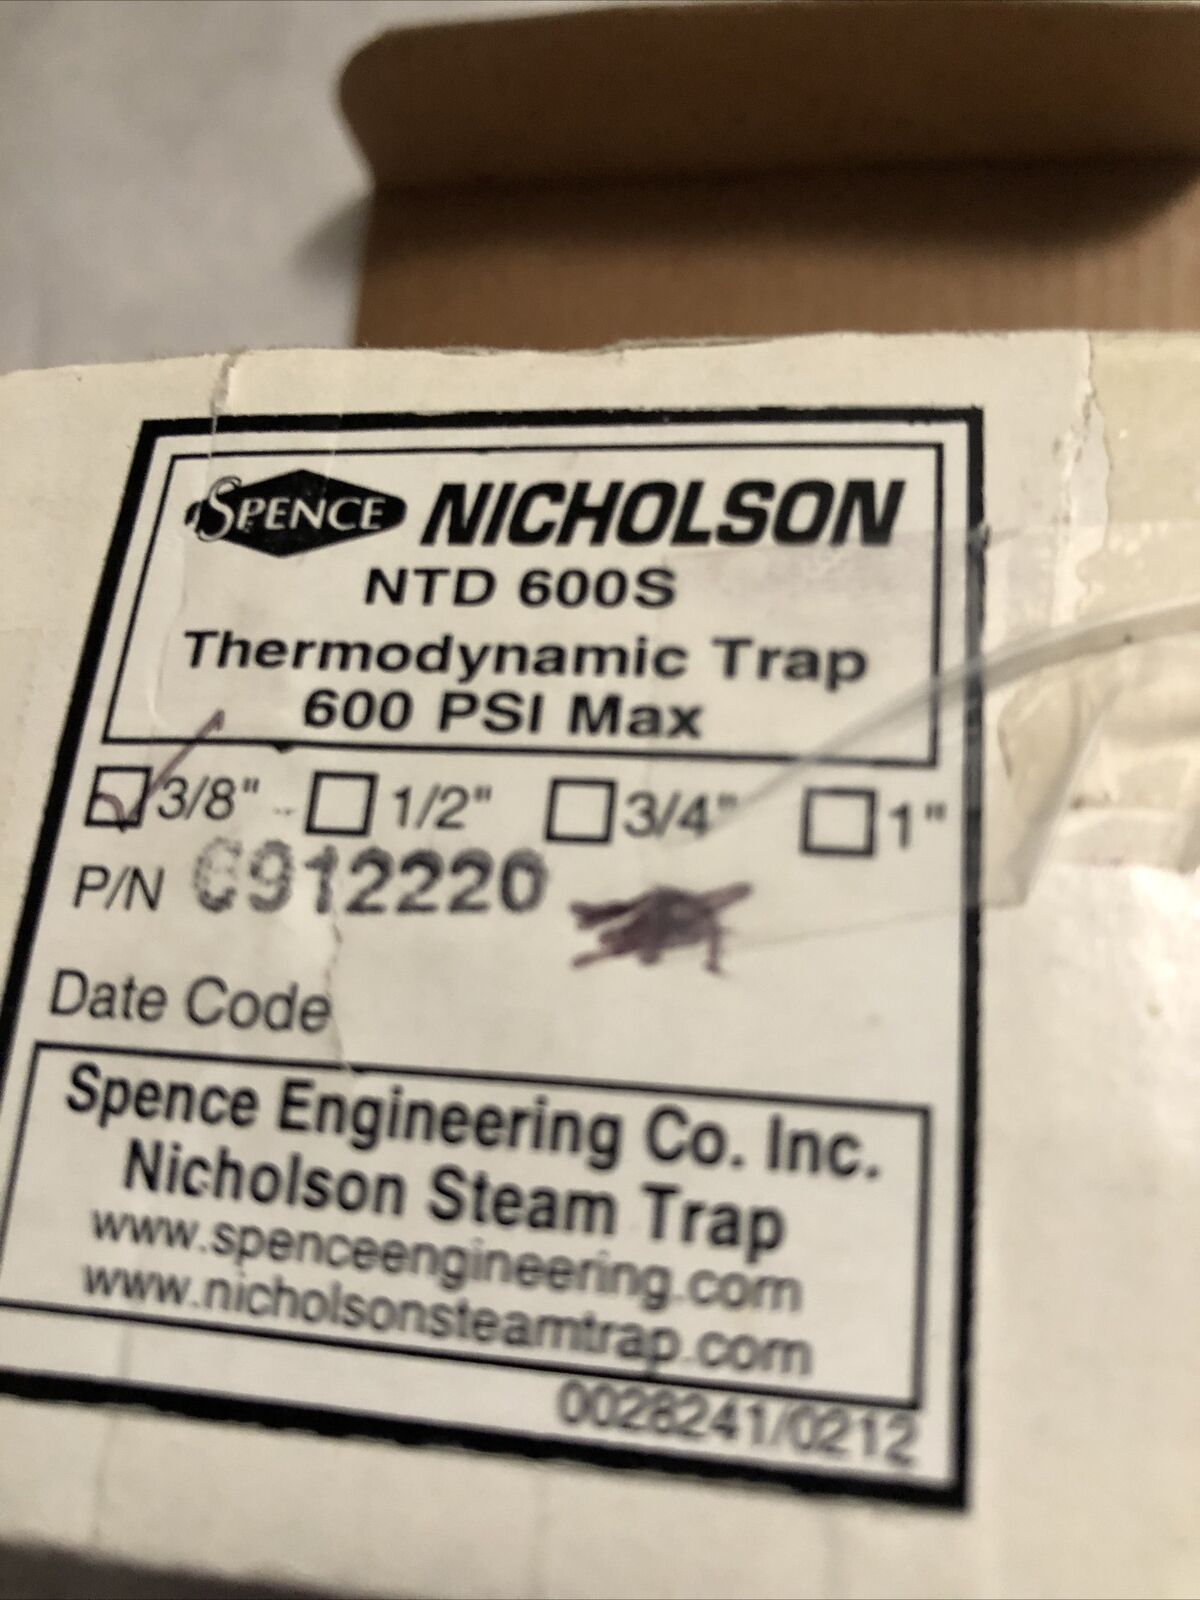 SPENCE NICHOLSON
NTD 600S
Thermodynamic Trap
600 PSI Max
3/8" 1/2" 3/4" 1"
P/N C912220
Date Code
Spence Engineering Co. Inc.
Nicholson Steam Trap
www.spenceengineering.com
www.nicholsonsteamtrap.com
0028241/0212